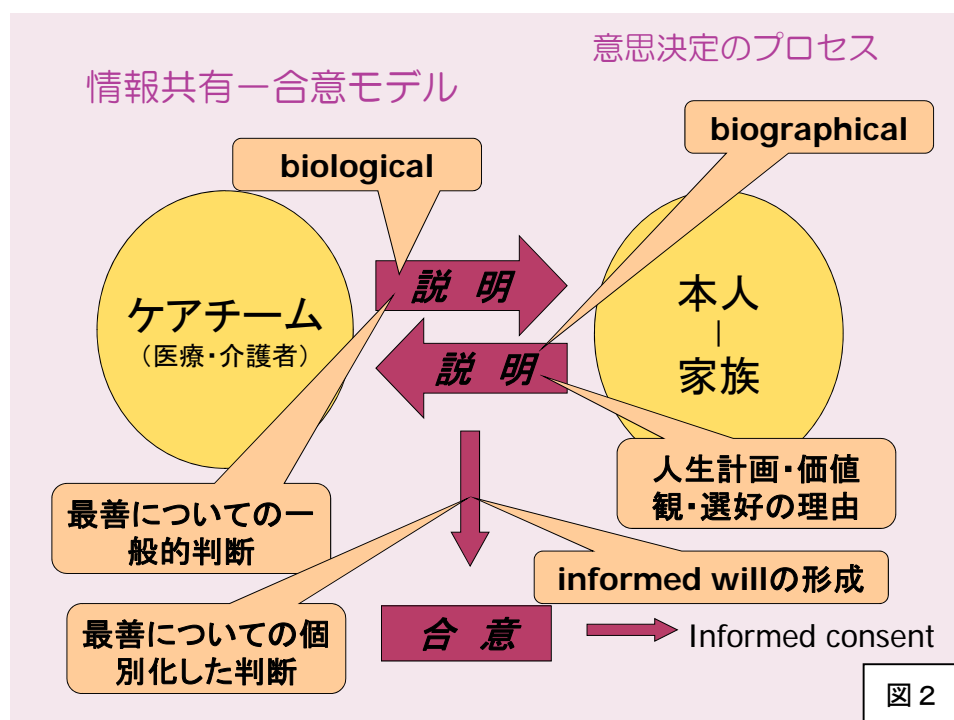 意思決定のプロセス
情報共有ー合意モデル
biographical
biological
説 明
ケアチーム
（医療・介護者）
本人
｜
家族
説 明
人生計画・価値
観・選好の理由
最善についての一
般的判断
informed willの形成
最善についての個
別化した判断
合 意
Informed consent
図２